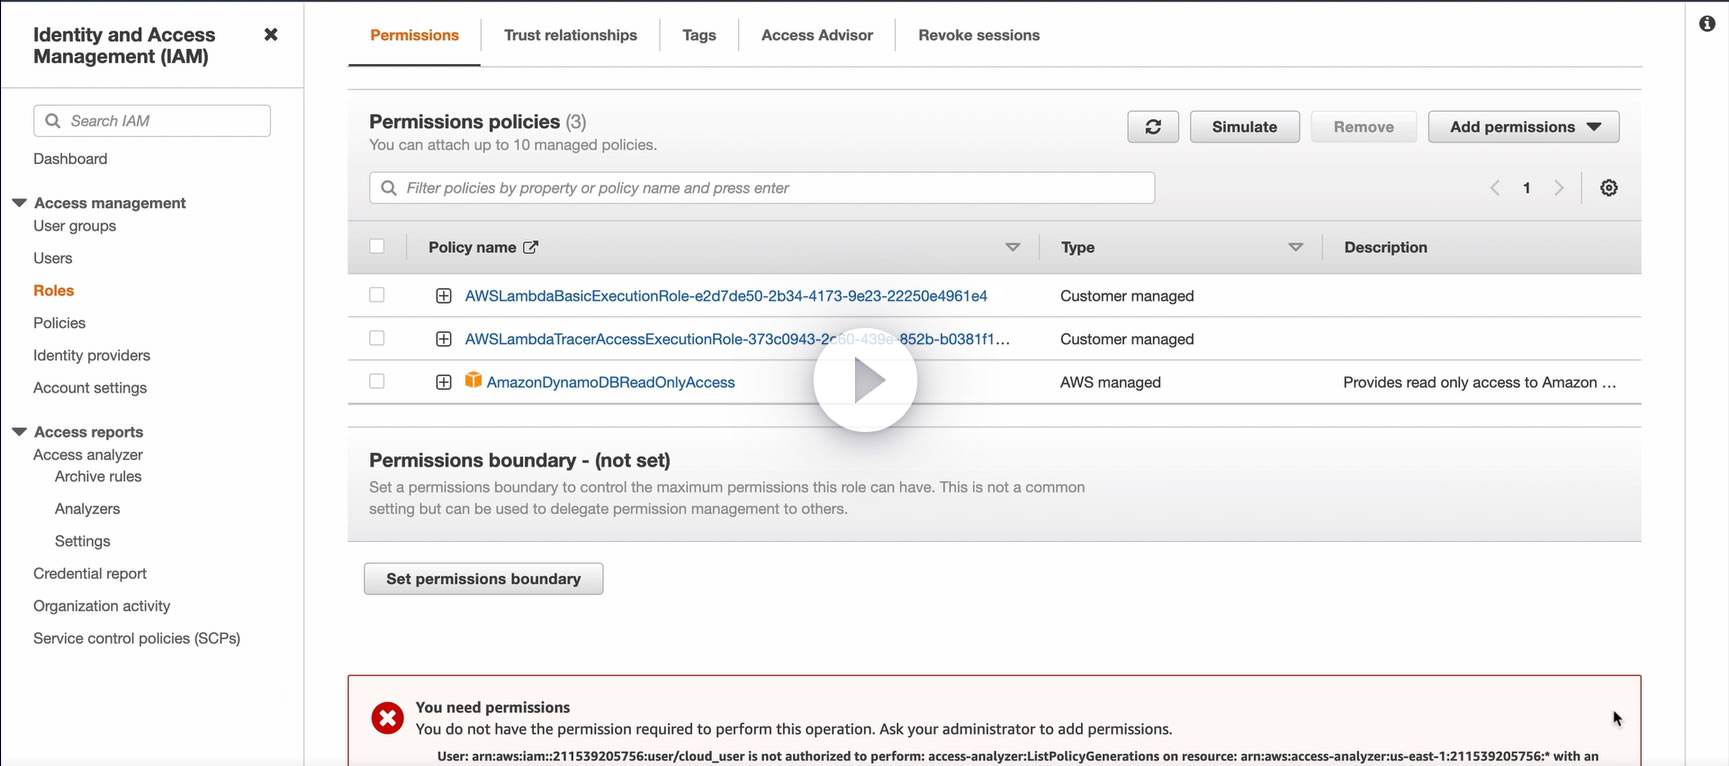 Identity and Access
Management (IAM)
Search IAM
Dashboard
Access management
User groups
Users
Roles
Policies
Identity providers
Account settings
Access reports
Access analyzer
Archive rules
Analyzers
Settings
Credential report
Organization activity
Service control policies (SCPs)
Permissions
Trust relationships
Tags
Access Advisor
Revoke sessions
Permissions policies (3)
You can attach up to 10 managed policies.
Simulate
Remove
Add permissions
Filter policies by property or policy name and press enter
1
Policy name
Type
Description
AWSLambdaBasicExecutionRole-e2d7de50-2b34-4173-9e23-22250e4961e4
Customer managed
AWSLambdaTracerAccessExecutionRole-373c0943-2c60-439e-852b-b0381f1...
Customer managed
AmazonDynamoDBReadOnlyAccess
AWS managed
Provides read only access to Amazon ...
Permissions boundary - (not set)
Set a permissions boundary to control the maximum permissions this role can have. This is not a common
setting but can be used to delegate permission management to others.
Set permissions boundary
You need permissions
You do not have the permission required to perform this operation. Ask your administrator to add permissions.
User: arn:aws:iam::211539205756:user/cloud_user is not authorized to perform: access-analyzer:ListPolicyGenerations on resource: arn:aws:access-analyzer:us-east-1:211539205756:* with an